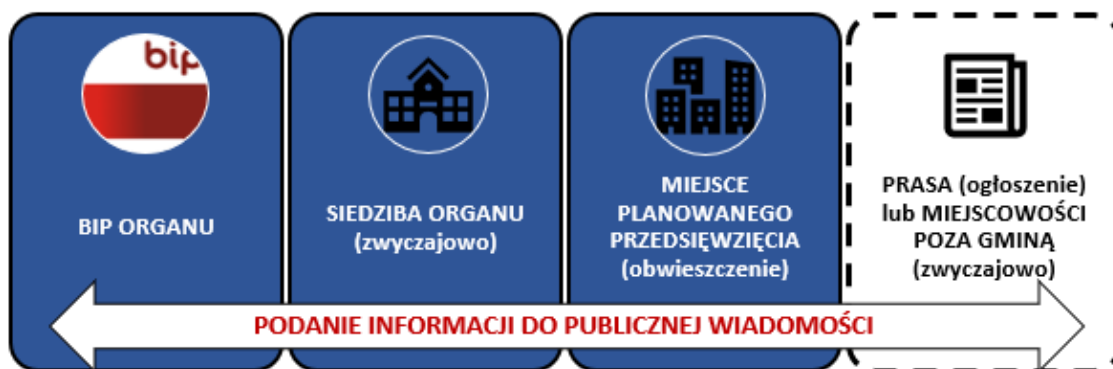 bip
BIP ORGANU
SIEDZIBA ORGANU
(zwyczajowo)
MIEJSCE
PLANOWANEGO
PRZEDSIĘWZIĘCIA
(obwieszczenie)
PRASA (ogłoszenie)
lub MIEJSCOWOŚCI
POZA GMINĄ
(zwyczajowo)
PODANIE INFORMACJI DO PUBLICZNEJ WIADOMOŚCI